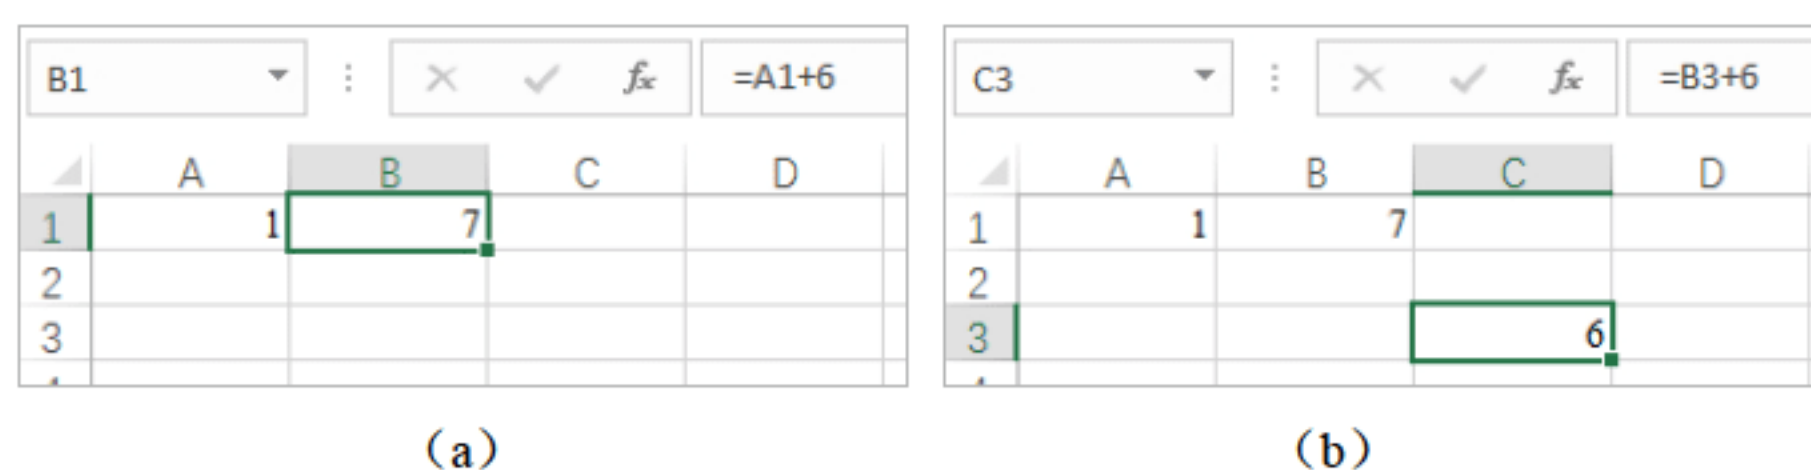 B1 fx =A1+6
A B C D
1 1 7
2
3
(a)
C3 fx =B3+6
A B C D
1 1 7
2
3 6
(b)